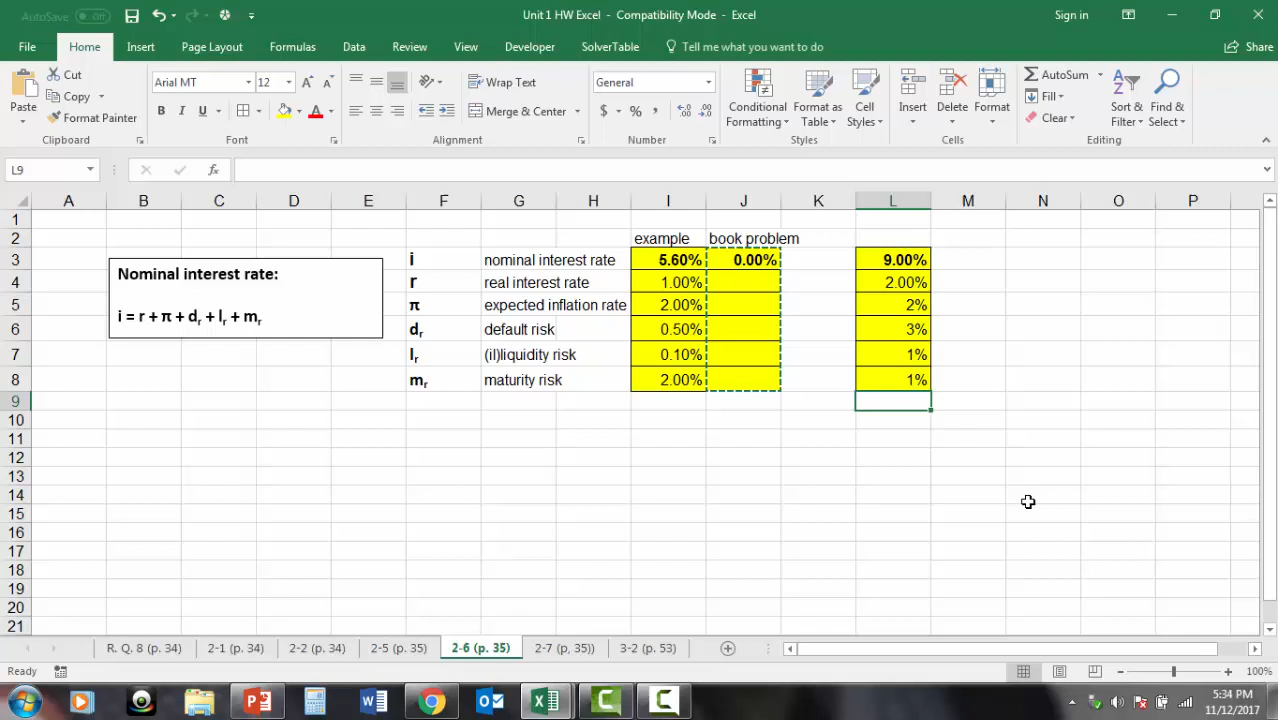 AutoSave Off
Unit 1 HW Excel - Compatibility Mode - Excel
Sign in
File Home Insert Page Layout Formulas Data Review View Developer SolverTable Tell me what you want to do
Share
Paste
Cut
Copy
Format Painter
Clipboard
Arial MT 12
B I U
Font
Wrap Text
Merge & Center
Alignment
General
$ % ,
Number
Conditional Formatting
Format as Table
Cell Styles
Styles
Insert Delete Format
Cells
AutoSum
Fill
Clear
Sort & Filter
Find & Select
Editing
L9
fx
A B C D E F G H I J K L M N O P
1
2 example book problem
3 i nominal interest rate 5.60% 0.00% 9.00%
4 r real interest rate 1.00% 2.00%
5 π expected inflation rate 2.00% 2%
6 dr default risk 0.50% 3%
7 lr (il)liquidity risk 0.10% 1%
8 mr maturity risk 2.00% 1%
Nominal interest rate:
i = r + π + dr + lr + mr
9
10
11
12
13
14
15
16
17
18
19
20
21
R. Q. 8 (p. 34) 2-1 (p. 34) 2-2 (p. 34) 2-5 (p. 35) 2-6 (p. 35) 2-7 (p. 35)) 3-2 (p. 53)
Ready
100%
5:34 PM
11/12/2017